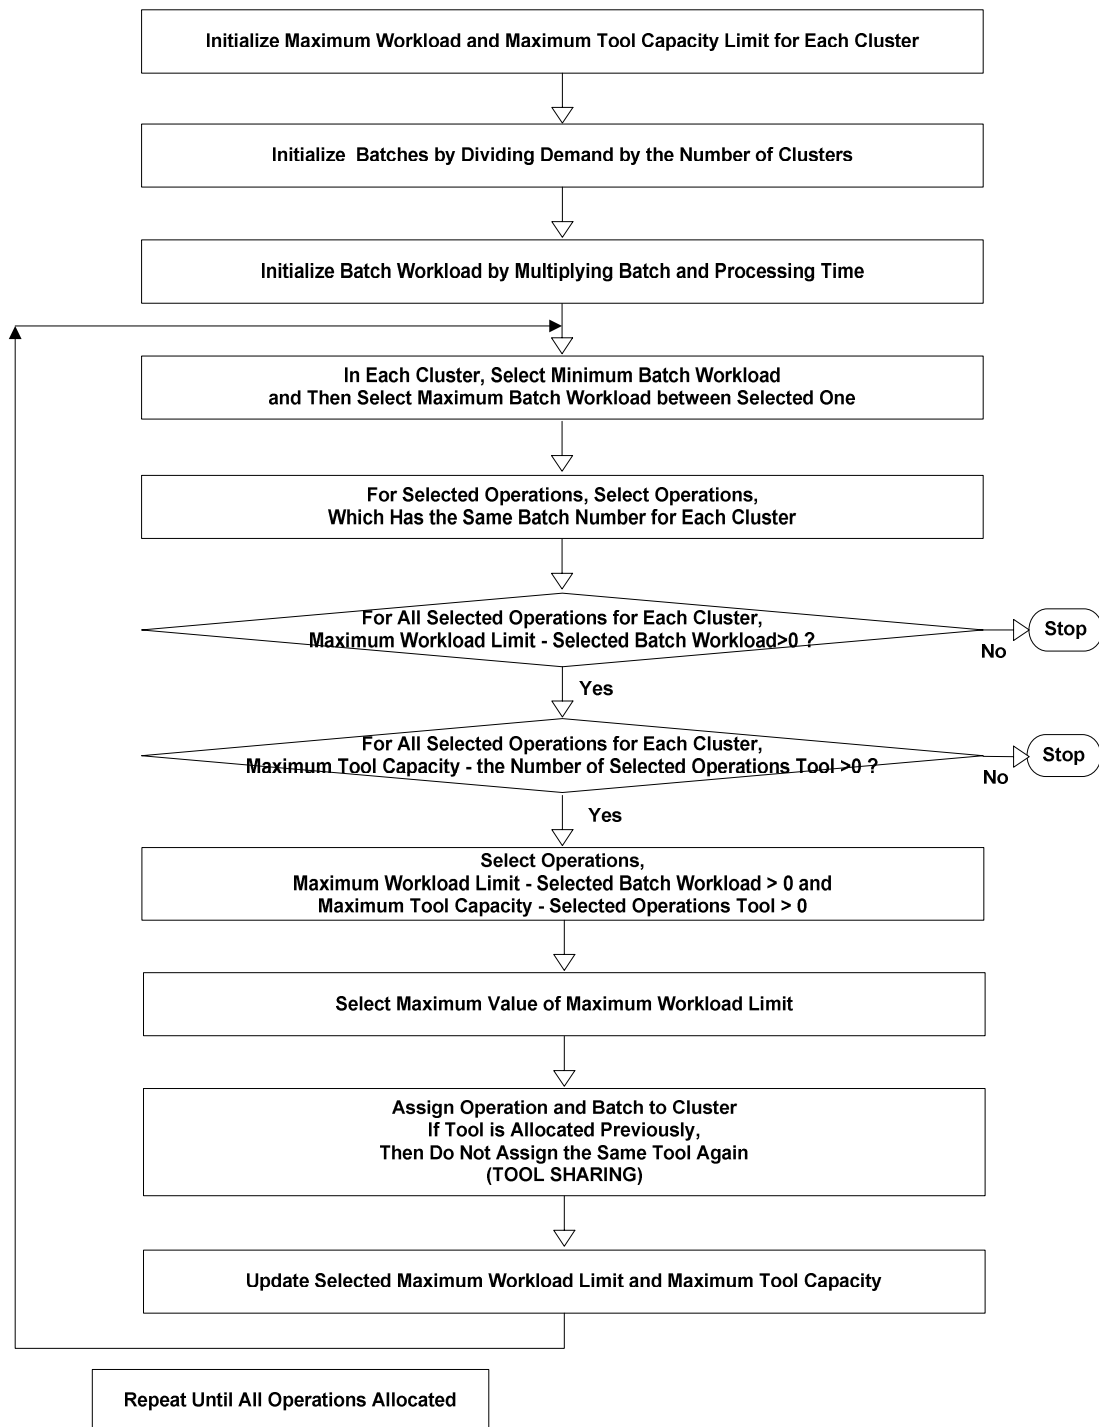 Initialize Maximum Workload and Maximum Tool Capacity Limit for Each Cluster
Initialize Batches by Dividing Demand by the Number of Clusters
Initialize Batch Workload by Multiplying Batch and Processing Time
In Each Cluster, Select Minimum Batch Workload
and Then Select Maximum Batch Workload between Selected One
For Selected Operations, Select Operations,
Which Has the Same Batch Number for Each Cluster
For All Selected Operations for Each Cluster,
Maximum Workload Limit - Selected Batch Workload>0 ?
Stop
No
Yes
For All Selected Operations for Each Cluster,
Maximum Tool Capacity - the Number of Selected Operations Tool >0 ?
Stop
No
Yes
Select Operations,
Maximum Workload Limit - Selected Batch Workload > 0 and
Maximum Tool Capacity - Selected Operations Tool > 0
Select Maximum Value of Maximum Workload Limit
Assign Operation and Batch to Cluster
If Tool is Allocated Previously,
Then Do Not Assign the Same Tool Again
(TOOL SHARING)
Update Selected Maximum Workload Limit and Maximum Tool Capacity
Repeat Until All Operations Allocated